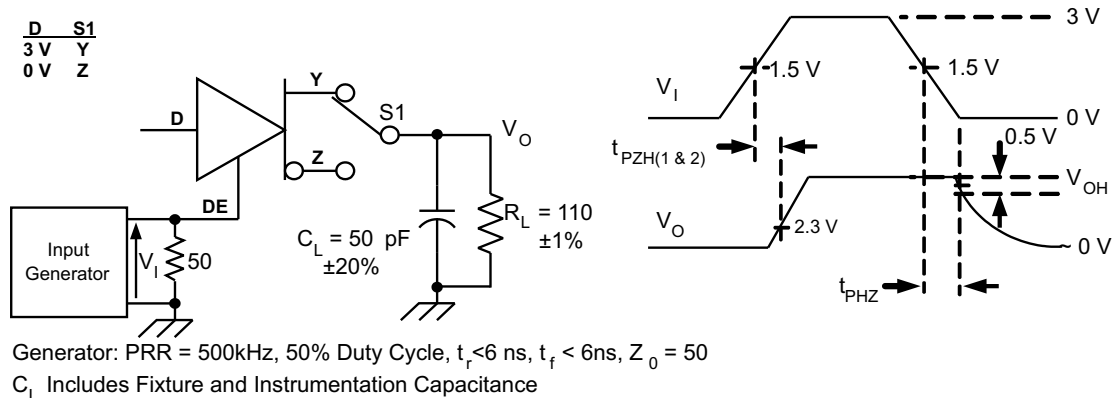 D S1
3 V Y
0 V Z
D
Y
Z
S1
DE
Input
Generator
V_I
50
C_L = 50 pF
±20%
V_O
R_L = 110
±1%
3 V
1.5 V
1.5 V
V_I
0 V
0.5 V
t_PZH(1 & 2)
V_OH
V_O
2.3 V
0 V
t_PHZ
Generator: PRR = 500kHz, 50% Duty Cycle, t_r<6 ns, t_f < 6ns, Z_0 = 50
C_L Includes Fixture and Instrumentation Capacitance